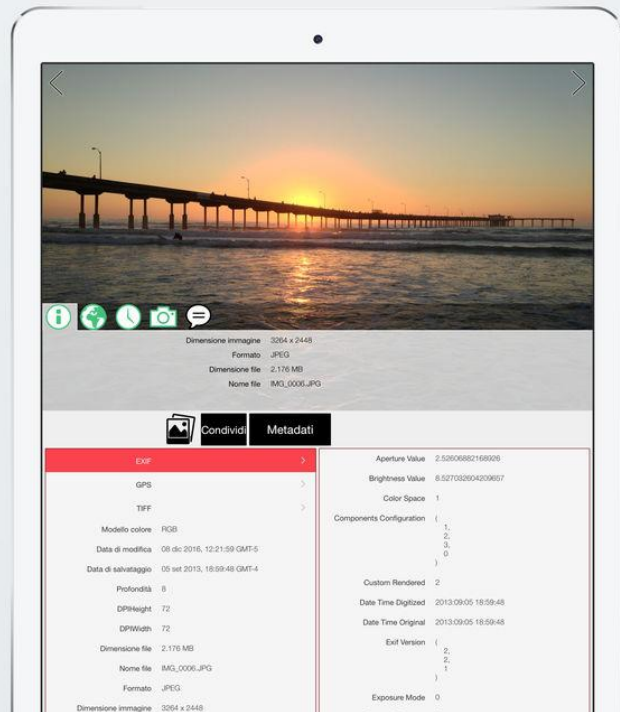 Dimensione immagine 3264 x 2448
Formato JPEG
Dimensione file 2.176 MB
Nome file IMG_0006.JPG
Condividi Metadati
EXIF
GPS
TIFF
Modello colore RGB
Data di modifica 08 dic 2016, 12:21:59 GMT-5
Data di salvataggio 05 set 2013, 18:59:48 GMT-4
Profondità 8
DPIHeight 72
DPIWidth 72
Dimensione file 2.176 MB
Nome file IMG_0006.JPG
Formato JPEG
Dimensione immagine 3264 x 2448
Aperture Value 2.52606882168926
Brightness Value 8.527032604209657
Color Space 1
Components Configuration (
1,
2,
3,
0
)
Custom Rendered 2
Date Time Digitized 2013:09:05 18:59:48
Date Time Original 2013:09:05 18:59:48
Exif Version (
2,
2,
1
)
Exposure Mode 0